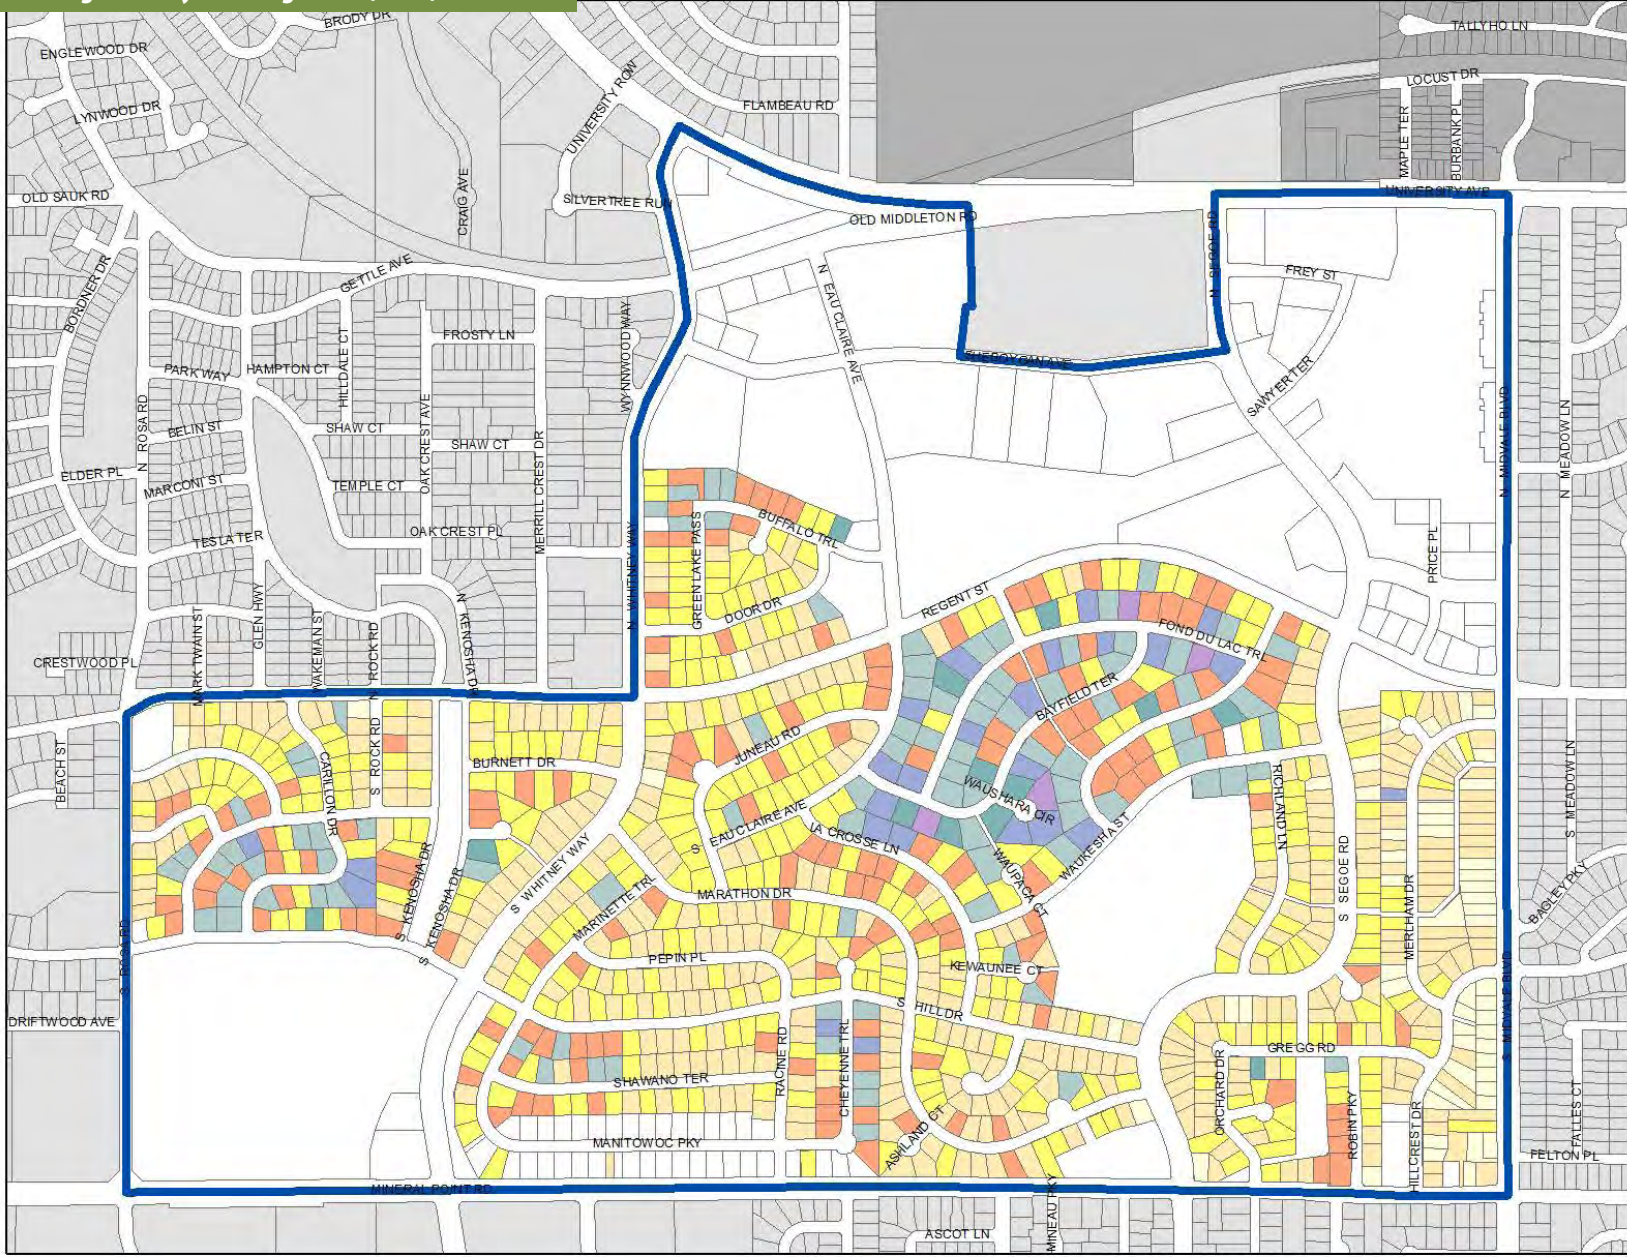 BRODY DR
TALLYHO LN
ENGLEWOOD DR
LOCUST DR
LYNWOOD DR
UNIVERSITY ROW
FLAMBEAU RD
MAPLE TER
BURBANK PL
OLD SAUK RD
CRAIG AVE
SILVERTREE RUN
UNIVERSITY AVE
OLD MIDDLETON RD
N SEGOE RD
BORDNER DR
GETTLE AVE
N EAU CLAIRE AVE
FREY ST
FROSTY LN
WYNNWOOD WAY
PARK WAY
HAMPTON CT
HILLDALE CT
SHEBOYGAN AVE
SAWYER TER
N ROSA RD
BELIN ST
OAK CREST AVE
SHAW CT
SHAW CT
MERRILL CREST DR
N MIDVALE BLVD
N MEADOW LN
ELDER PL
MARCONI ST
TEMPLE CT
TESLA TER
OAK CREST PL
N WHITNEY WAY
GREEN LAKE PASS
BUFFALO TRL
PRICE PL
DOOR DR
REGENT ST
MARK TWAIN ST
GLEN HWY
WAKEMAN ST
N ROCK RD
N KENOSHA DR
FOND DU LAC TRL
CRESTWOOD PL
BAYFIELD TER
BEACH ST
CARILLON DR
S ROCK RD
BURNETT DR
JUNEAU RD
WAUSHARA CIR
RICHLAND LN
S MEADOW LN
S EAU CLAIRE AVE
LA CROSSE LN
WAUKESHA ST
WAUPACA CT
S KENOSHA DR
S KENOSHA DR
S WHITNEY WAY
MARINETTE TRL
MARATHON DR
S SEGOE RD
MERLHAM DR
BAGLEY PKY
S ROSA RD
PEPIN PL
KEWAUNEE CT
S HILL DR
S MIDVALE BLVD
DRIFTWOOD AVE
RACINE RD
CHEYENNE TRL
GREGG RD
SHAWANO TER
ORCHARD DR
ROBIN PKY
HILLCREST DR
FALLES CT
MANITOWOC PKY
ASHLAND CT
FELTON PL
MINERAL POINT RD
MINEAU PKY
ASCOT LN